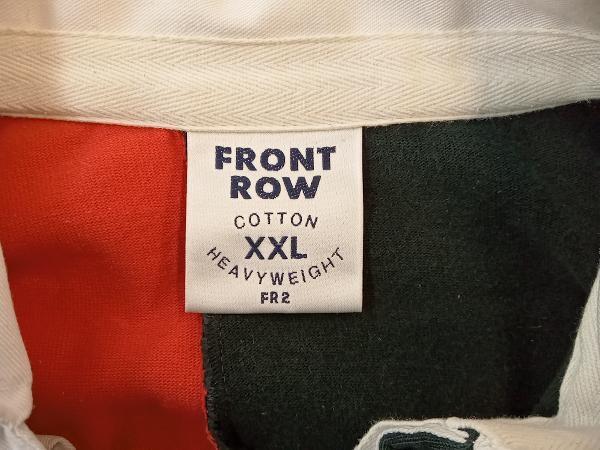 FRONT
ROW
COTTON
XXL
HEAVYWEIGHT
FR2